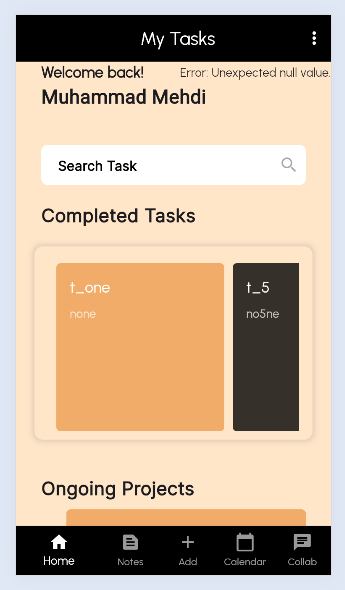 My Tasks
Welcome back! Error: Unexpected null value.
Muhammad Mehdi
Search Task
Completed Tasks
t_one t_5
none no5ne
Ongoing Projects
Home Notes Add Calendar Collab